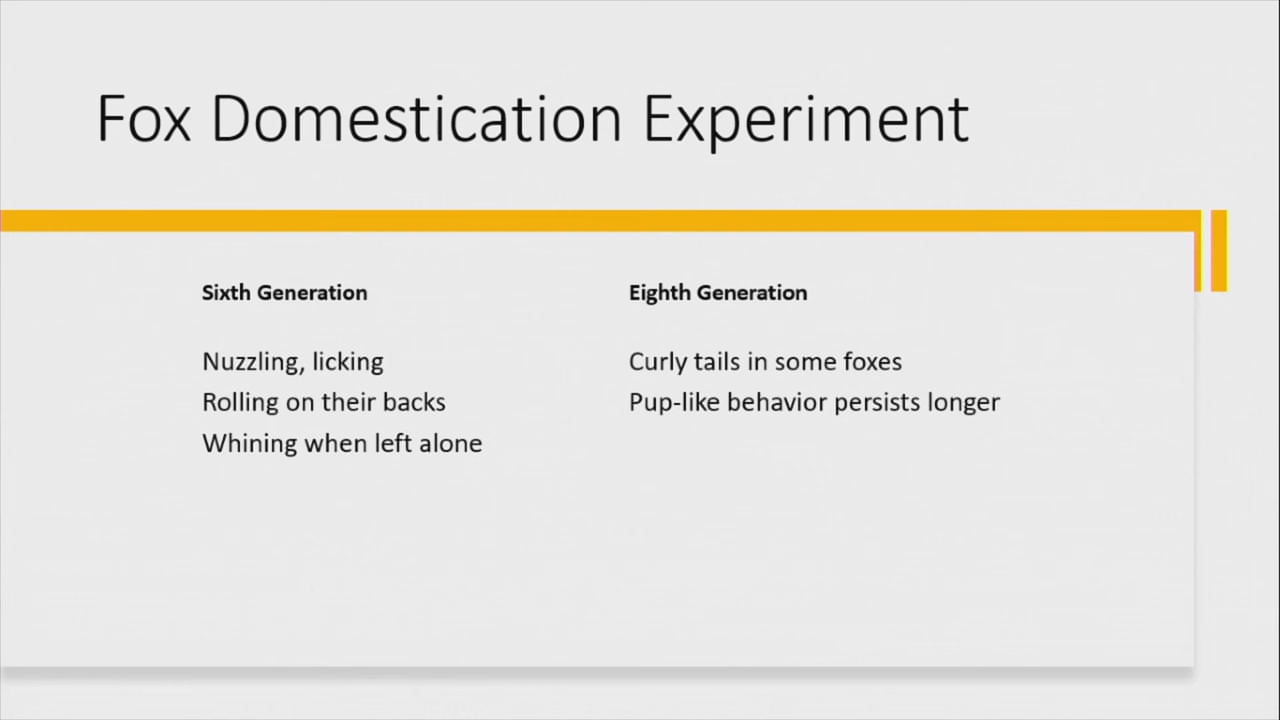 Fox Domestication Experiment
Sixth Generation
Nuzzling, licking
Rolling on their backs
Whining when left alone
Eighth Generation
Curly tails in some foxes
Pup-like behavior persists longer